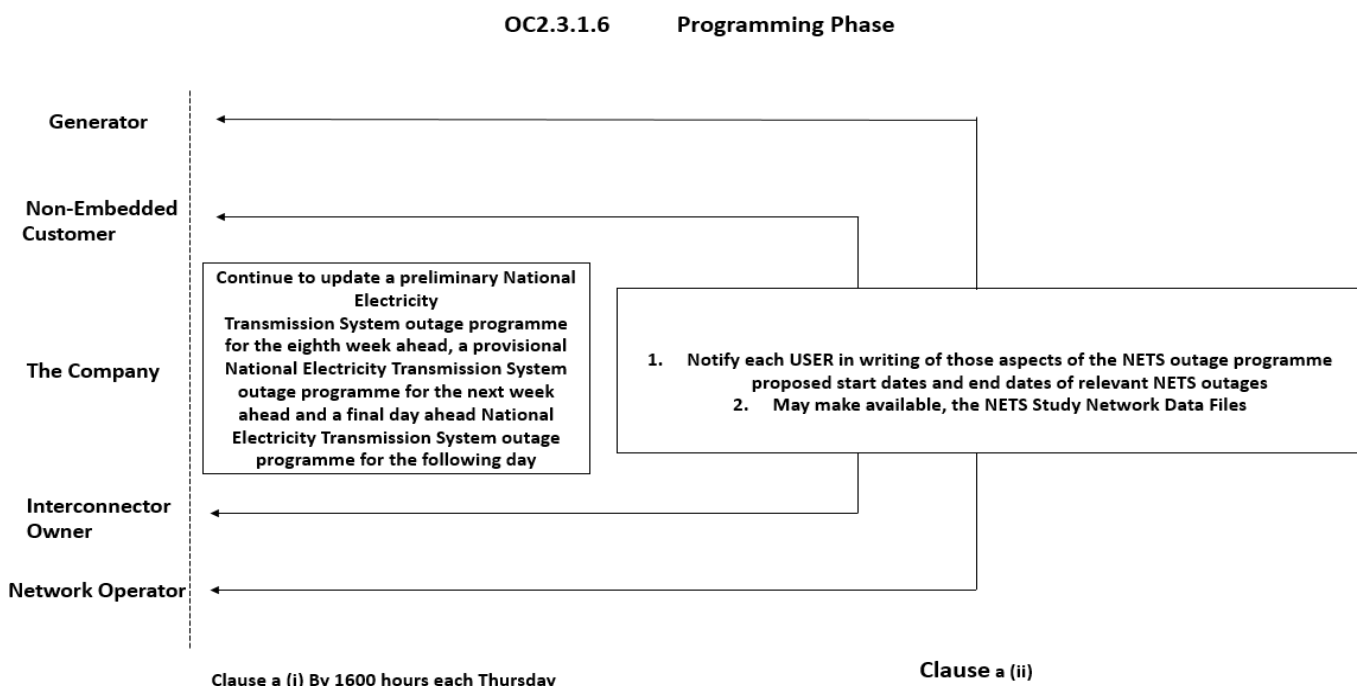 OC2.3.1.6 Programming Phase
Generator
Non-Embedded
Customer
Continue to update a preliminary National
Electricity
Transmission System outage programme
for the eighth week ahead, a provisional
National Electricity Transmission System
outage programme for the next week
ahead and a final day ahead National
Electricity Transmission System outage
programme for the following day
1. Notify each USER in writing of those aspects of the NETS outage programme
proposed start dates and end dates of relevant NETS outages
2. May make available, the NETS Study Network Data Files
The Company
Interconnector
Owner
Network Operator
Clause a (i) By 1600 hours each Thursday
Clause a (ii)